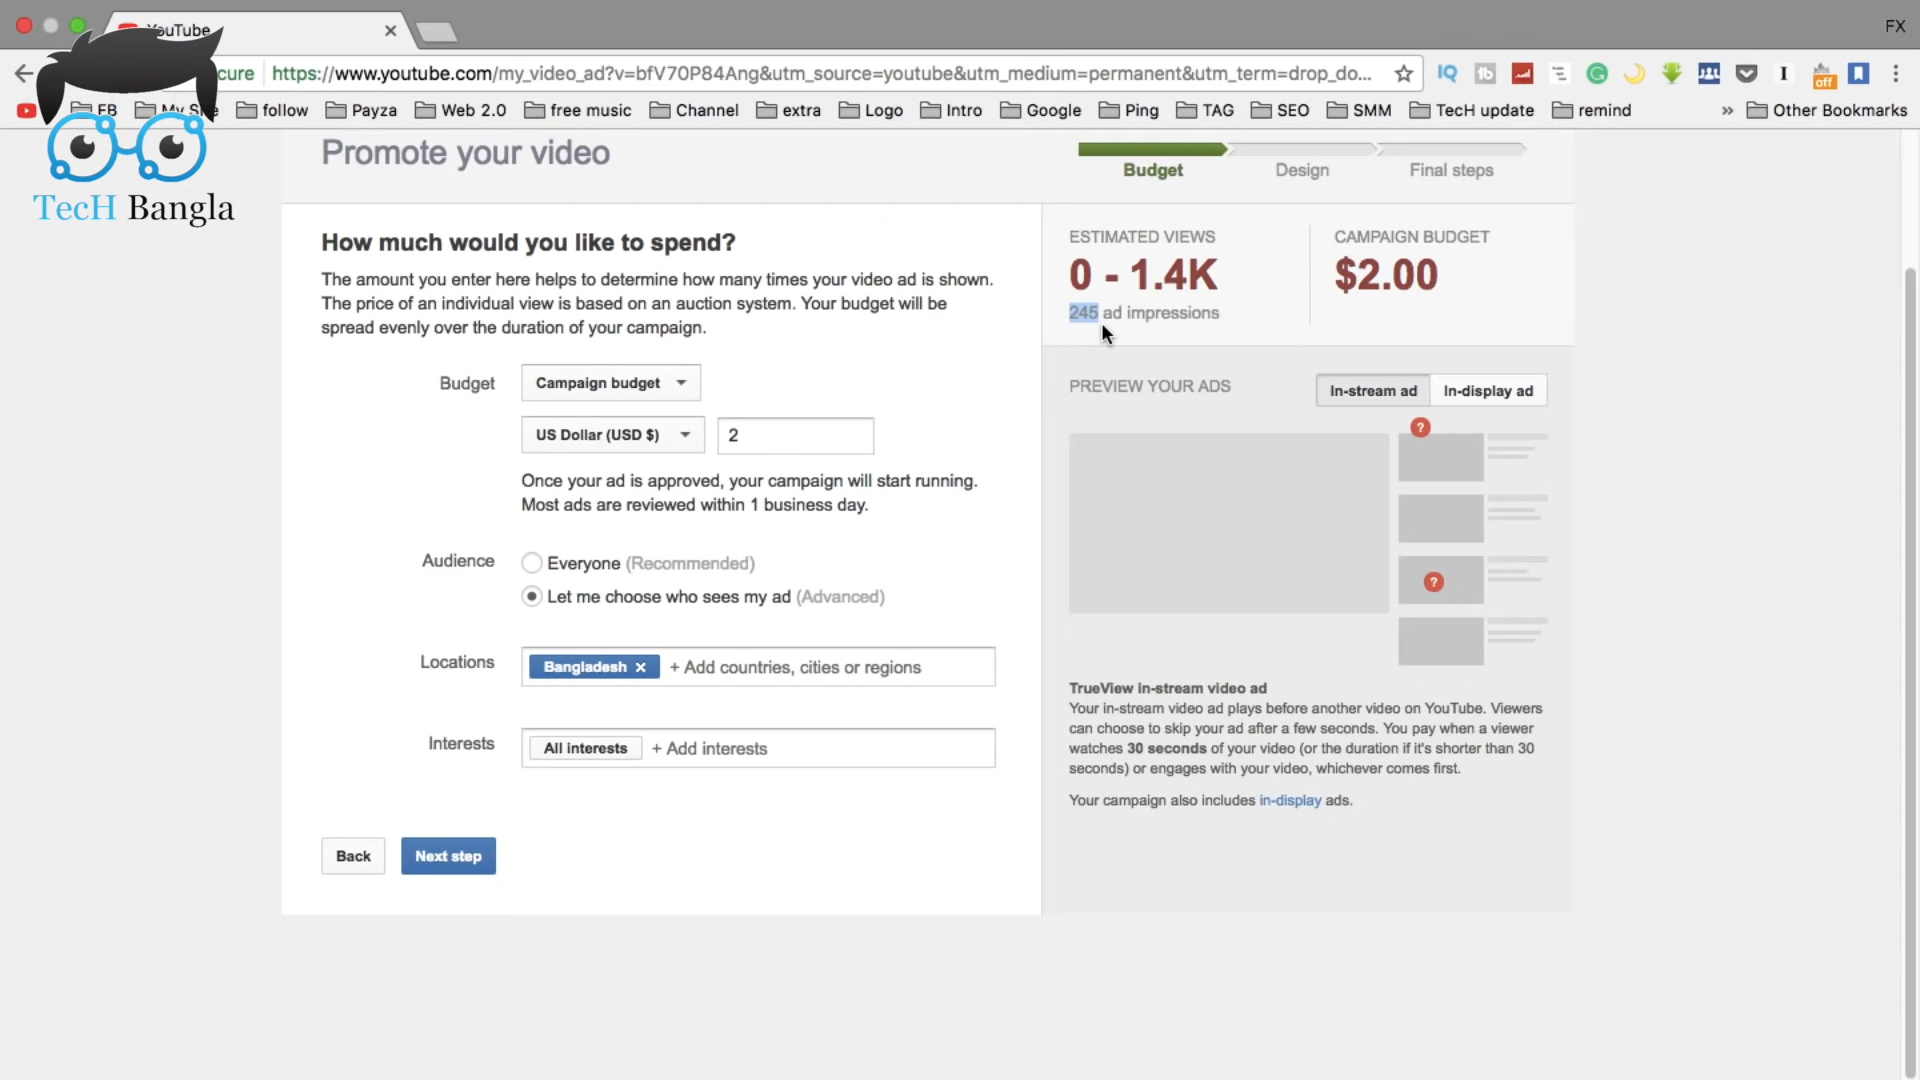 YouTube
FX
cure https://www.youtube.com/my_video_ad?v=bfV70P84Ang&utm_source=youtube&utm_medium=permanent&utm_term=drop_do...
FB My Site follow Payza Web 2.0 free music Channel extra Logo Intro Google Ping TAG SEO SMM TecH update remind » Other Bookmarks
TecH Bangla
Promote your video
Budget Design Final steps
How much would you like to spend?
The amount you enter here helps to determine how many times your video ad is shown.
The price of an individual view is based on an auction system. Your budget will be
spread evenly over the duration of your campaign.
Budget Campaign budget
US Dollar (USD $) 2
Once your ad is approved, your campaign will start running.
Most ads are reviewed within 1 business day.
Audience Everyone (Recommended)
Let me choose who sees my ad (Advanced)
Locations Bangladesh × + Add countries, cities or regions
Interests All interests + Add interests
Back Next step
ESTIMATED VIEWS
0 - 1.4K
245 ad impressions
CAMPAIGN BUDGET
$2.00
PREVIEW YOUR ADS In-stream ad In-display ad
?
?
TrueView in-stream video ad
Your in-stream video ad plays before another video on YouTube. Viewers
can choose to skip your ad after a few seconds. You pay when a viewer
watches 30 seconds of your video (or the duration if it's shorter than 30
seconds) or engages with your video, whichever comes first.
Your campaign also includes in-display ads.
IQ tb G I off